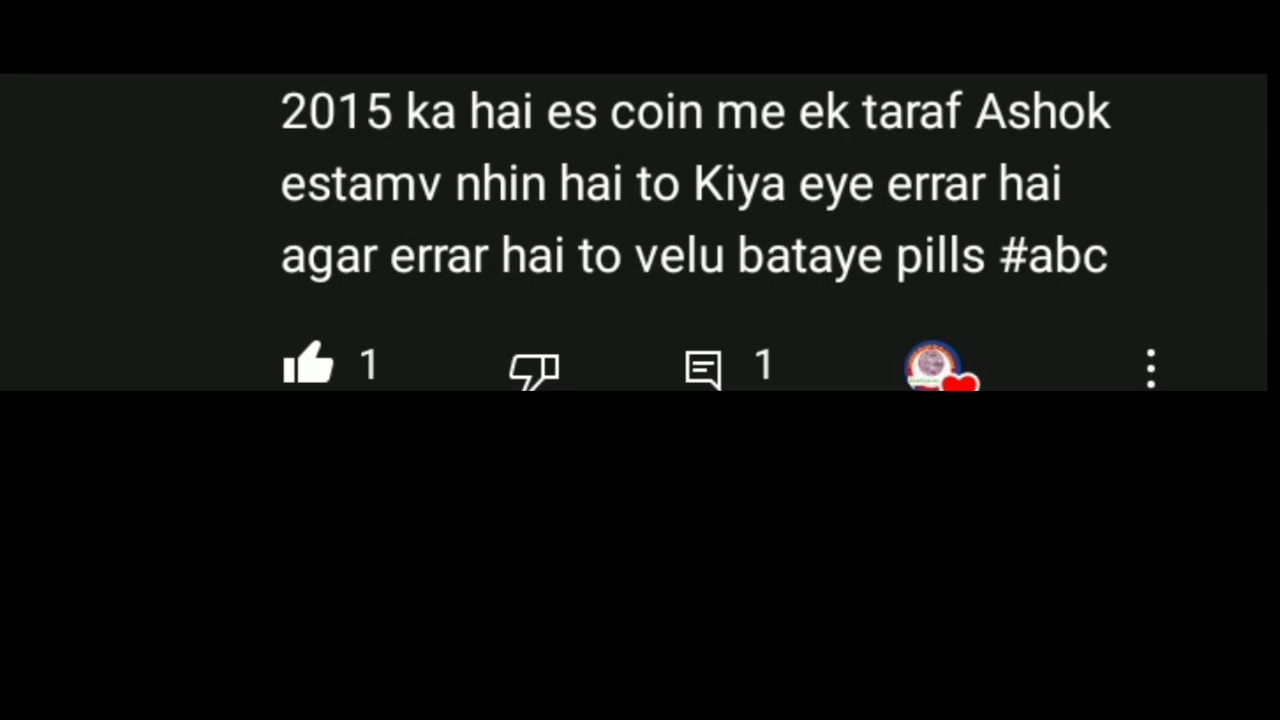 2015 ka hai es coin me ek taraf Ashok
estamv nhin hai to Kiya eye errar hai
agar errar hai to velu bataye pills #abc
1 1